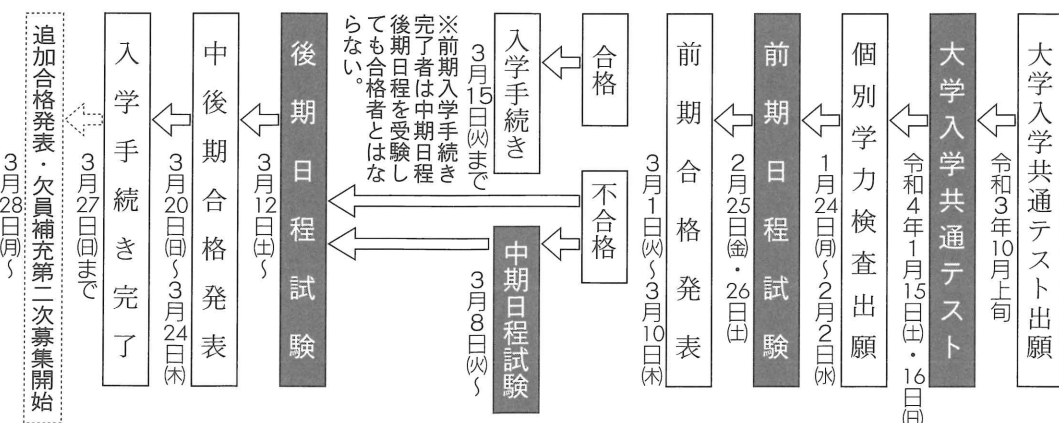 大学入学共通テスト出願
令和3年10月上旬
大学入学共通テスト
令和4年1月15日㈯・16日㈰
個別学力検査出願
1月24日㈪～2月2日㈬
前期日程試験
2月25日㈮・26日㈯
前期合格発表
3月1日㈫～3月10日㈭
合格
不合格
入学手続き
3月15日㈫まで
中期日程試験
3月8日㈫～
※前期入学手続き
完了者は中期日程
後期日程を受験し
ても合格者とはな
らない。
後期日程試験
3月12日㈯～
中後期合格発表
3月20日㈰～3月24日㈭
入学手続き完了
3月27日㈰まで
追加合格発表・欠員補充第二次募集開始
3月28日㈪～